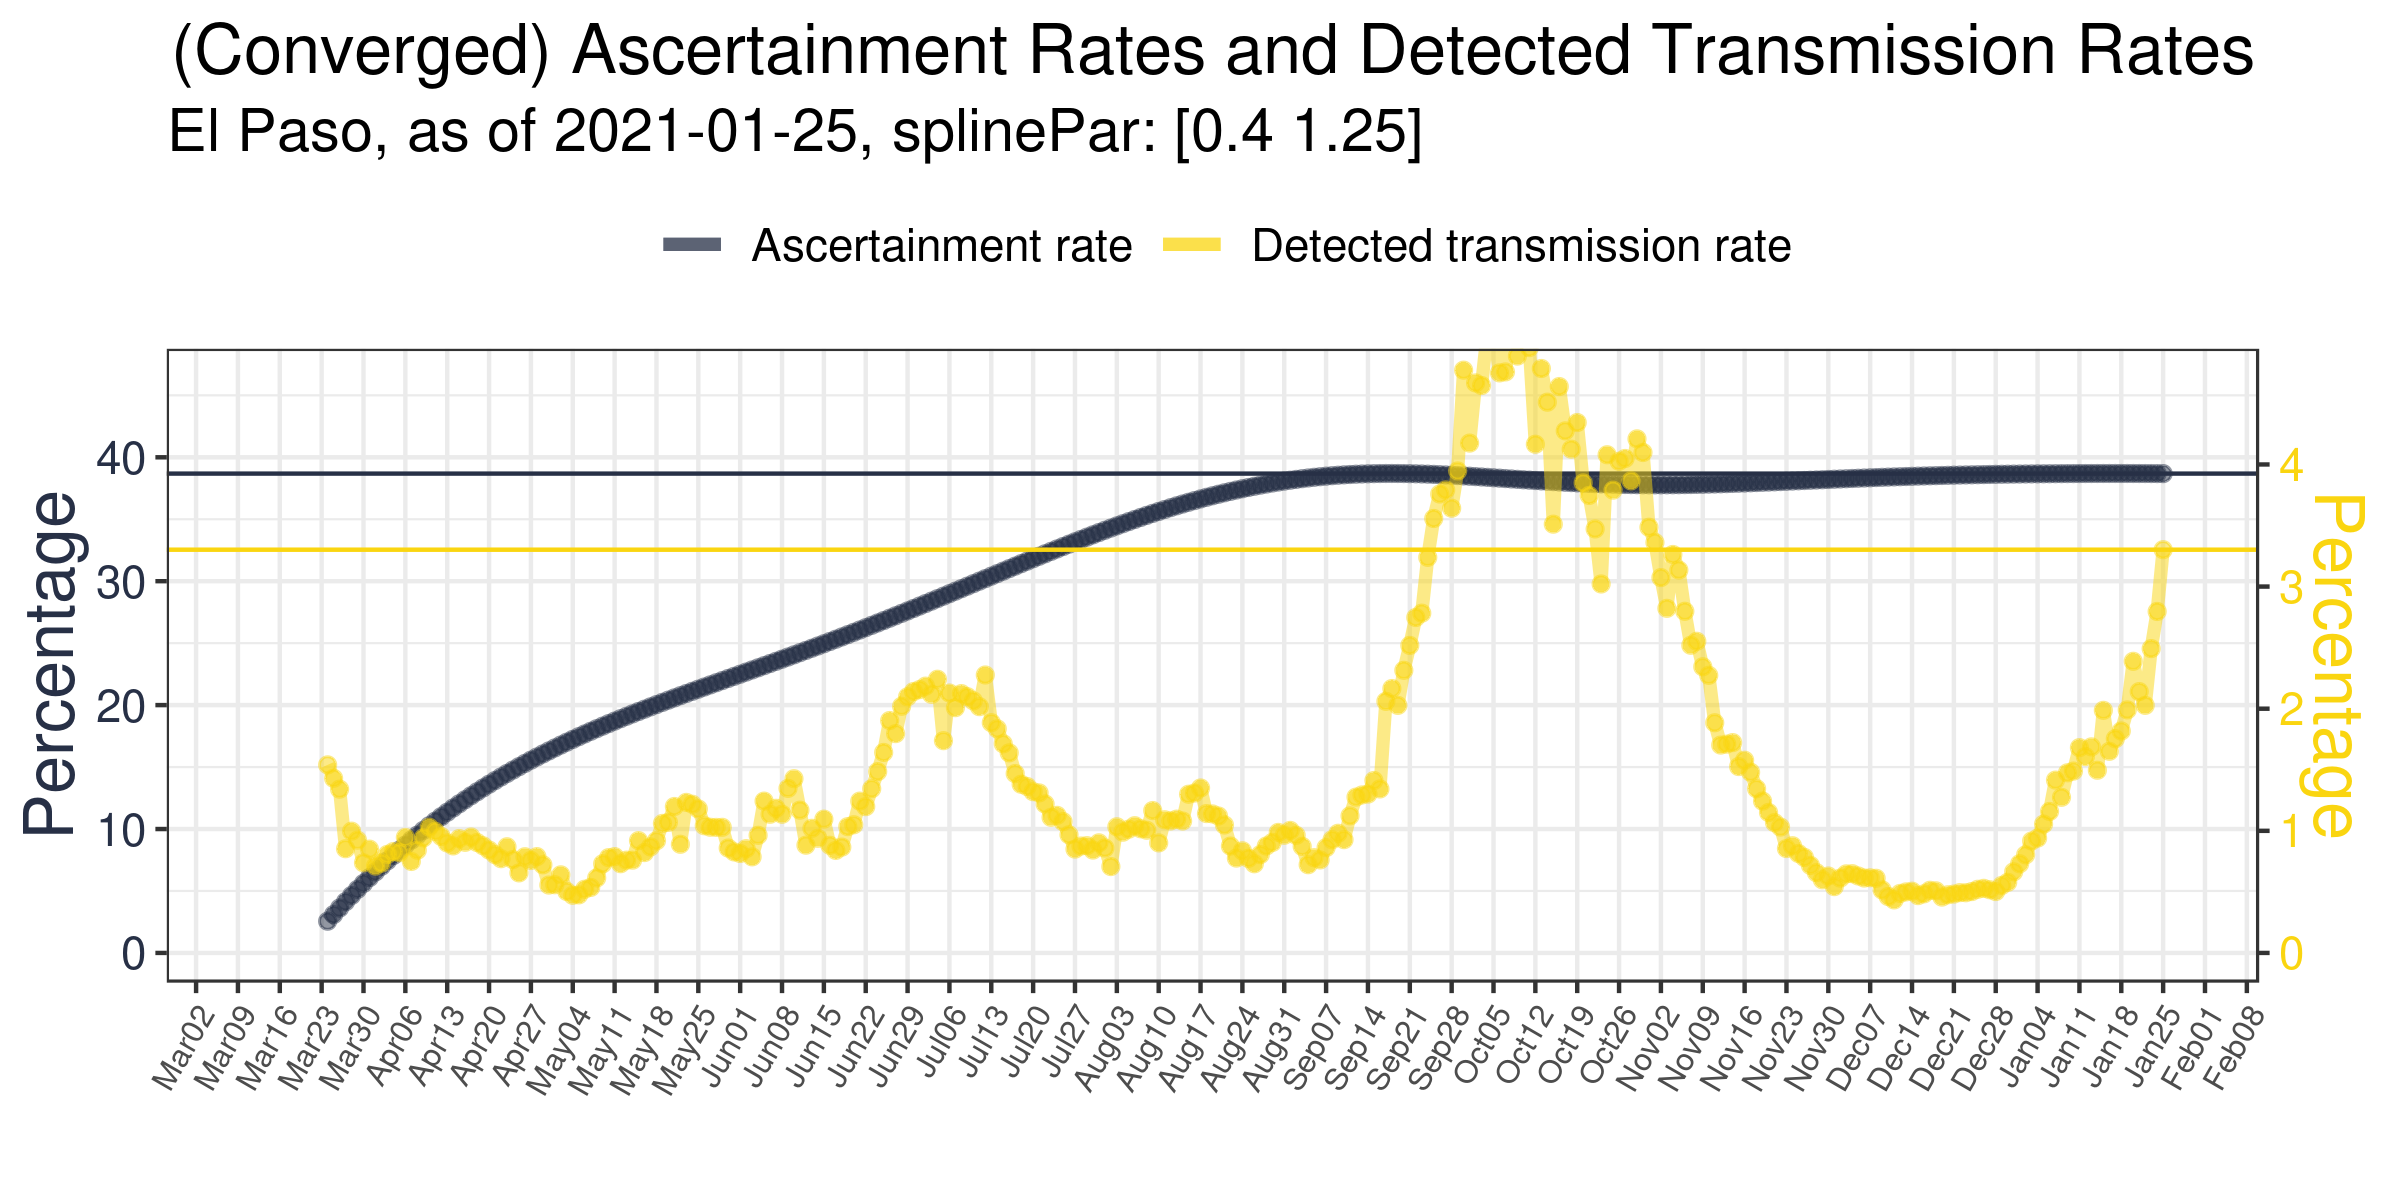 (Converged) Ascertainment Rates and Detected Transmission Rates
El Paso, as of 2021-01-25, splinePar: [0.4 1.25]
Ascertainment rate Detected transmission rate
Percentage
40
30
20
10
0
4
3
2
1
0
Percentage
Mar02 Mar09 Mar16 Mar23 Mar30 Apr06 Apr13 Apr20 Apr27 May04 May11 May18 May25 Jun01 Jun08 Jun15 Jun22 Jun29 Jul06 Jul13 Jul20 Jul27 Aug03 Aug10 Aug17 Aug24 Aug31 Sep07 Sep14 Sep21 Sep28 Oct05 Oct12 Oct19 Oct26 Nov02 Nov09 Nov16 Nov23 Nov30 Dec07 Dec14 Dec21 Dec28 Jan04 Jan11 Jan18 Jan25 Feb01 Feb08